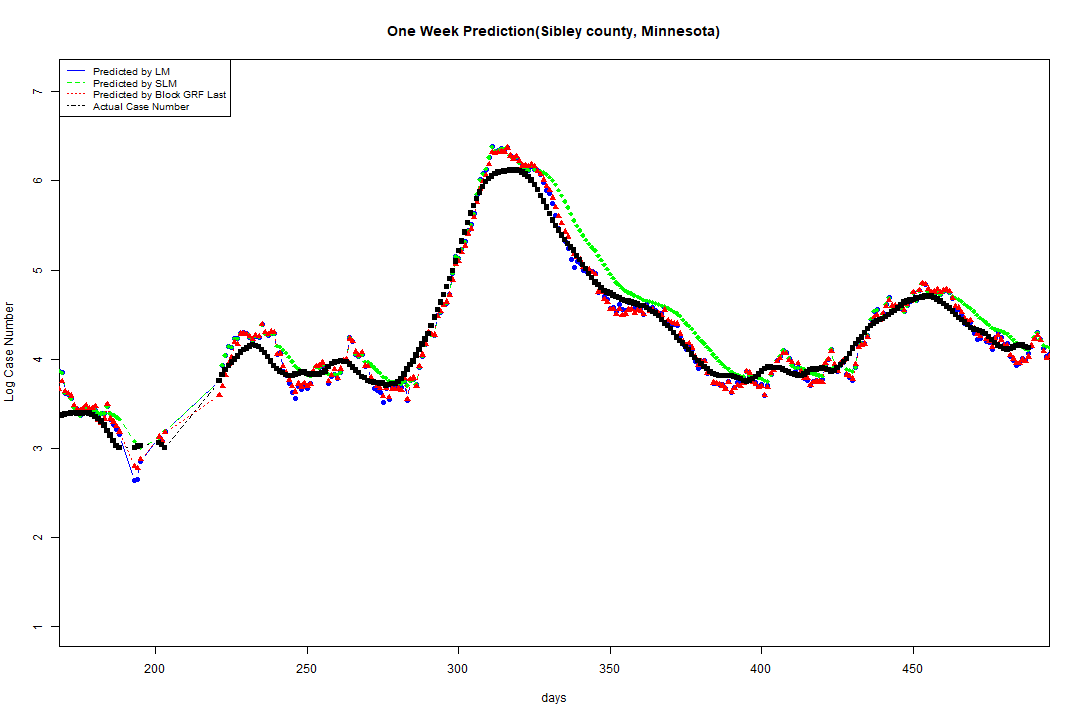 One Week Prediction(Sibley county, Minnesota)
Predicted by LM
Predicted by SLM
Predicted by Block GRF Last
Actual Case Number
7
6
5
4
3
2
1
Log Case Number
200 250 300 350 400 450
days